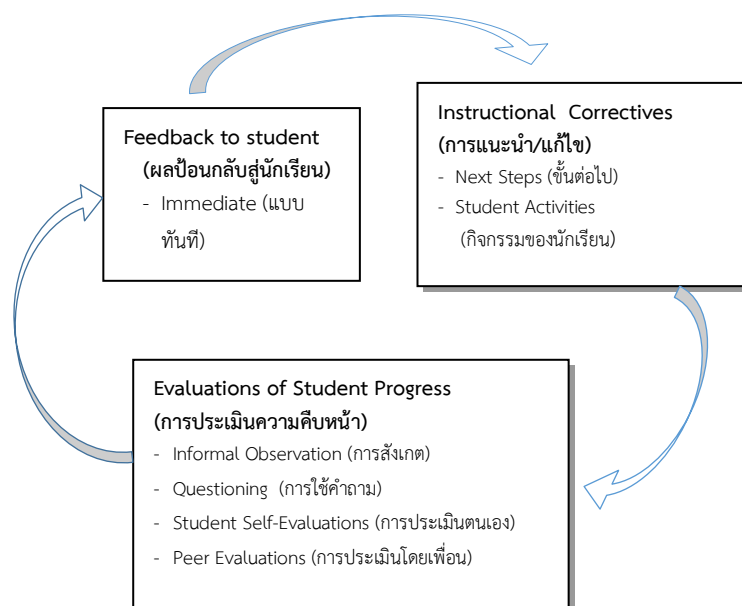 Feedback to student
(ผลป้อนกลับสู่นักเรียน)
- Immediate (แบบ
ทันที)
Instructional Correctives
(การแนะนำ/แก้ไข)
- Next Steps (ขั้นต่อไป)
- Student Activities
(กิจกรรมของนักเรียน)
Evaluations of Student Progress
(การประเมินความคืบหน้า)
- Informal Observation (การสังเกต)
- Questioning (การใช้คำถาม)
- Student Self-Evaluations (การประเมินตนเอง)
- Peer Evaluations (การประเมินโดยเพื่อน)